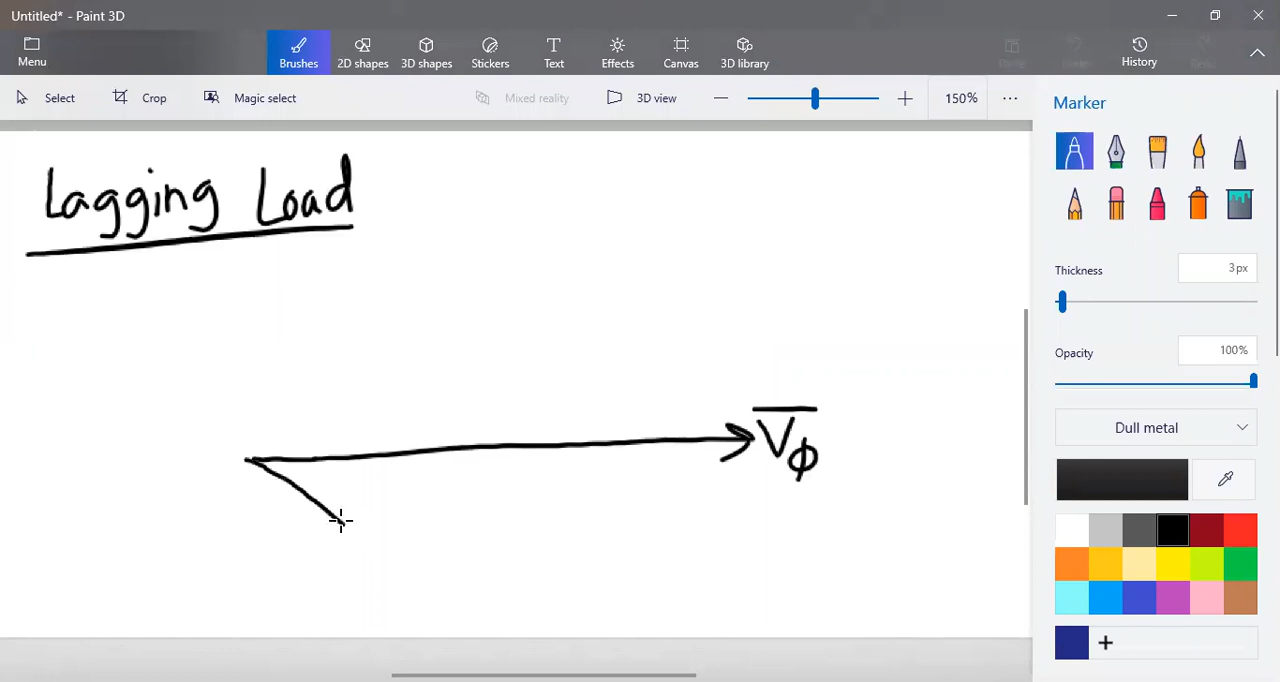 Untitled* - Paint 3D
Menu
Brushes
2D shapes
3D shapes
Stickers
Text
Effects
Canvas
3D library
History
Select
Crop
Magic select
Mixed reality
3D view
150%
Marker
Thickness
3px
Opacity
100%
Dull metal
Lagging Load
V̅ϕ